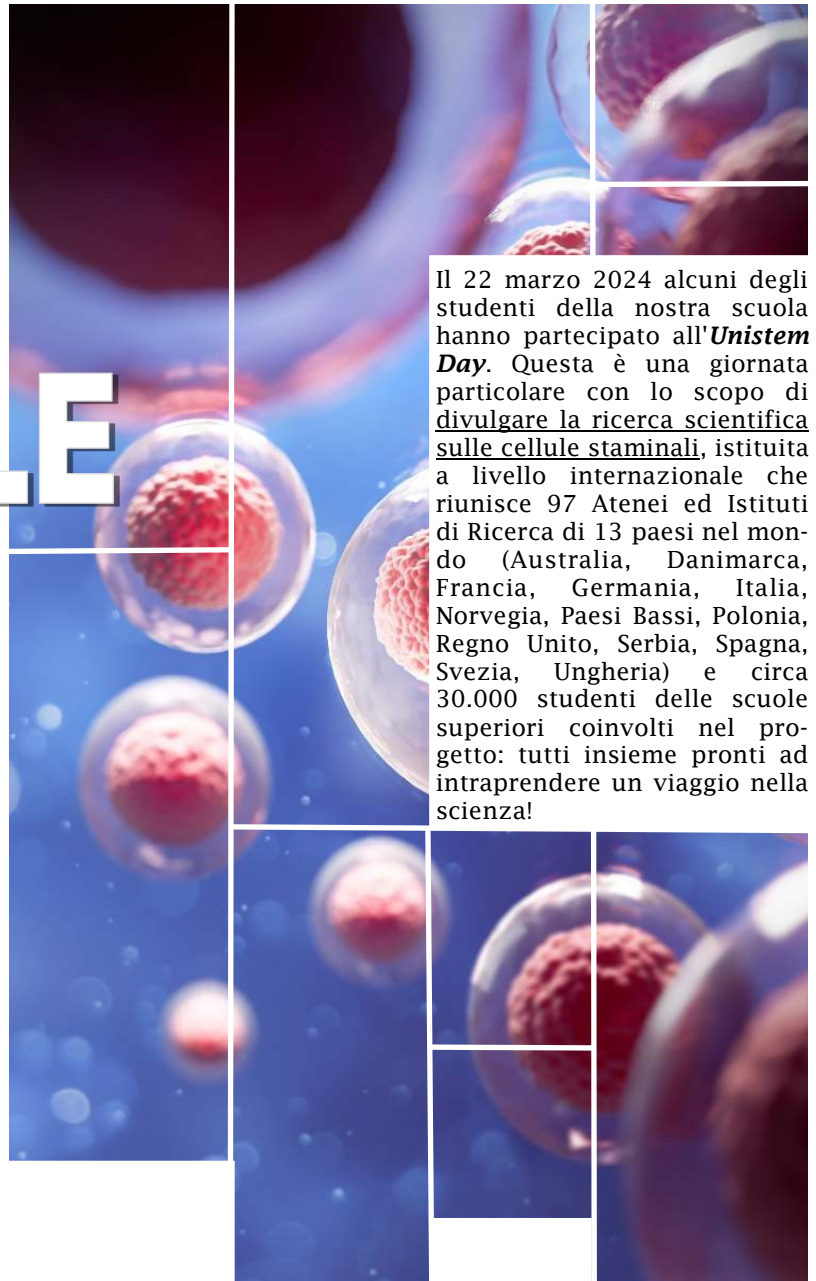 LE
Il 22 marzo 2024 alcuni degli
studenti della nostra scuola
hanno partecipato all'Unistem
Day. Questa è una giornata
particolare con lo scopo di
divulgare la ricerca scientifica
sulle cellule staminali, istituita
a livello internazionale che
riunisce 97 Atenei ed Istituti
di Ricerca di 13 paesi nel mon-
do (Australia, Danimarca,
Francia, Germania, Italia,
Norvegia, Paesi Bassi, Polonia,
Regno Unito, Serbia, Spagna,
Svezia, Ungheria) e circa
30.000 studenti delle scuole
superiori coinvolti nel pro-
getto: tutti insieme pronti ad
intraprendere un viaggio nella
scienza!